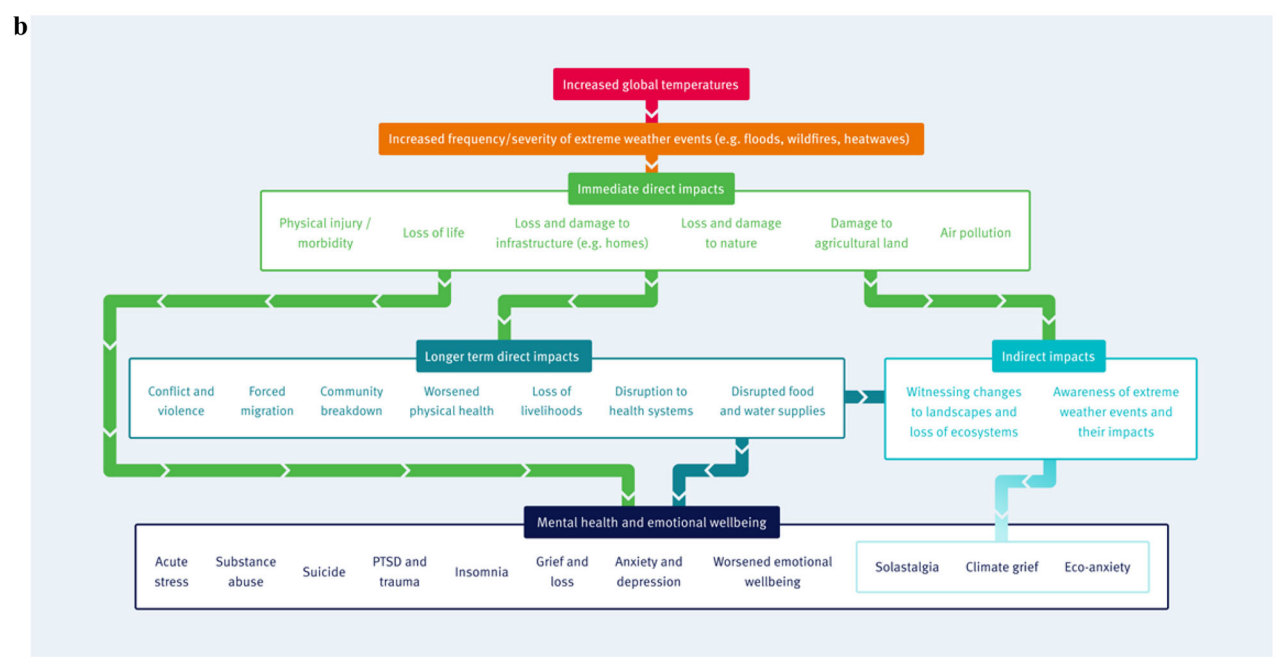 b
Increased global temperatures
Increased frequency/severity of extreme weather events (e.g. floods, wildfires, heatwaves)
Immediate direct impacts
Physical injury /
morbidity
Loss of life
Loss and damage to
infrastructure (e.g. homes)
Loss and damage
to nature
Damage to
agricultural land
Air pollution
Longer term direct impacts
Conflict and
violence
Forced
migration
Community
breakdown
Worsened
physical health
Loss of
livelihoods
Disruption to
health systems
Disrupted food
and water supplies
Indirect impacts
Witnessing changes
to landscapes and
loss of ecosystems
Awareness of extreme
weather events and
their impacts
Mental health and emotional wellbeing
Acute
stress
Substance
abuse
Suicide
PTSD and
trauma
Insomnia
Grief and
loss
Anxiety and
depression
Worsened emotional
wellbeing
Solastalgia
Climate grief
Eco-anxiety